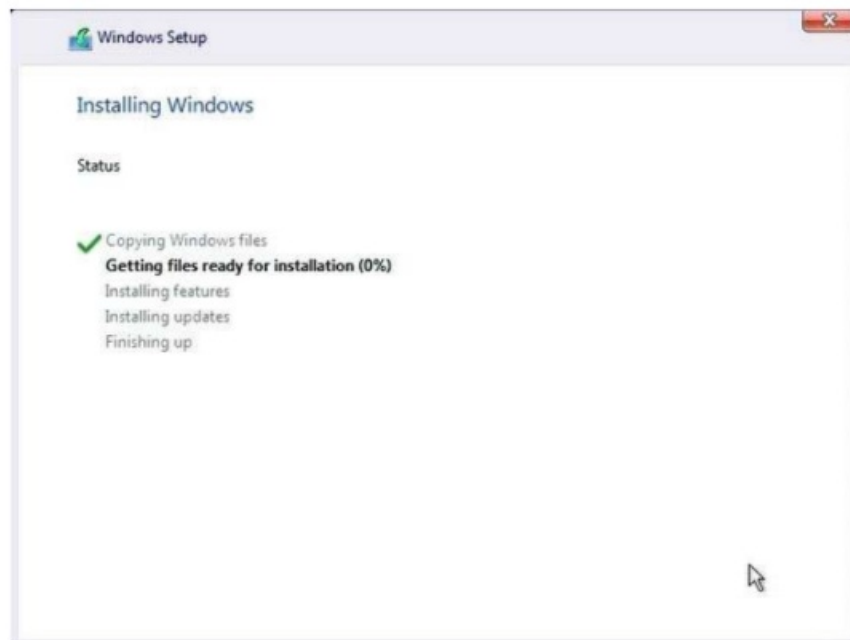 Windows Setup
Installing Windows
Status
Copying Windows files
Getting files ready for installation (0%)
Installing features
Installing updates
Finishing up